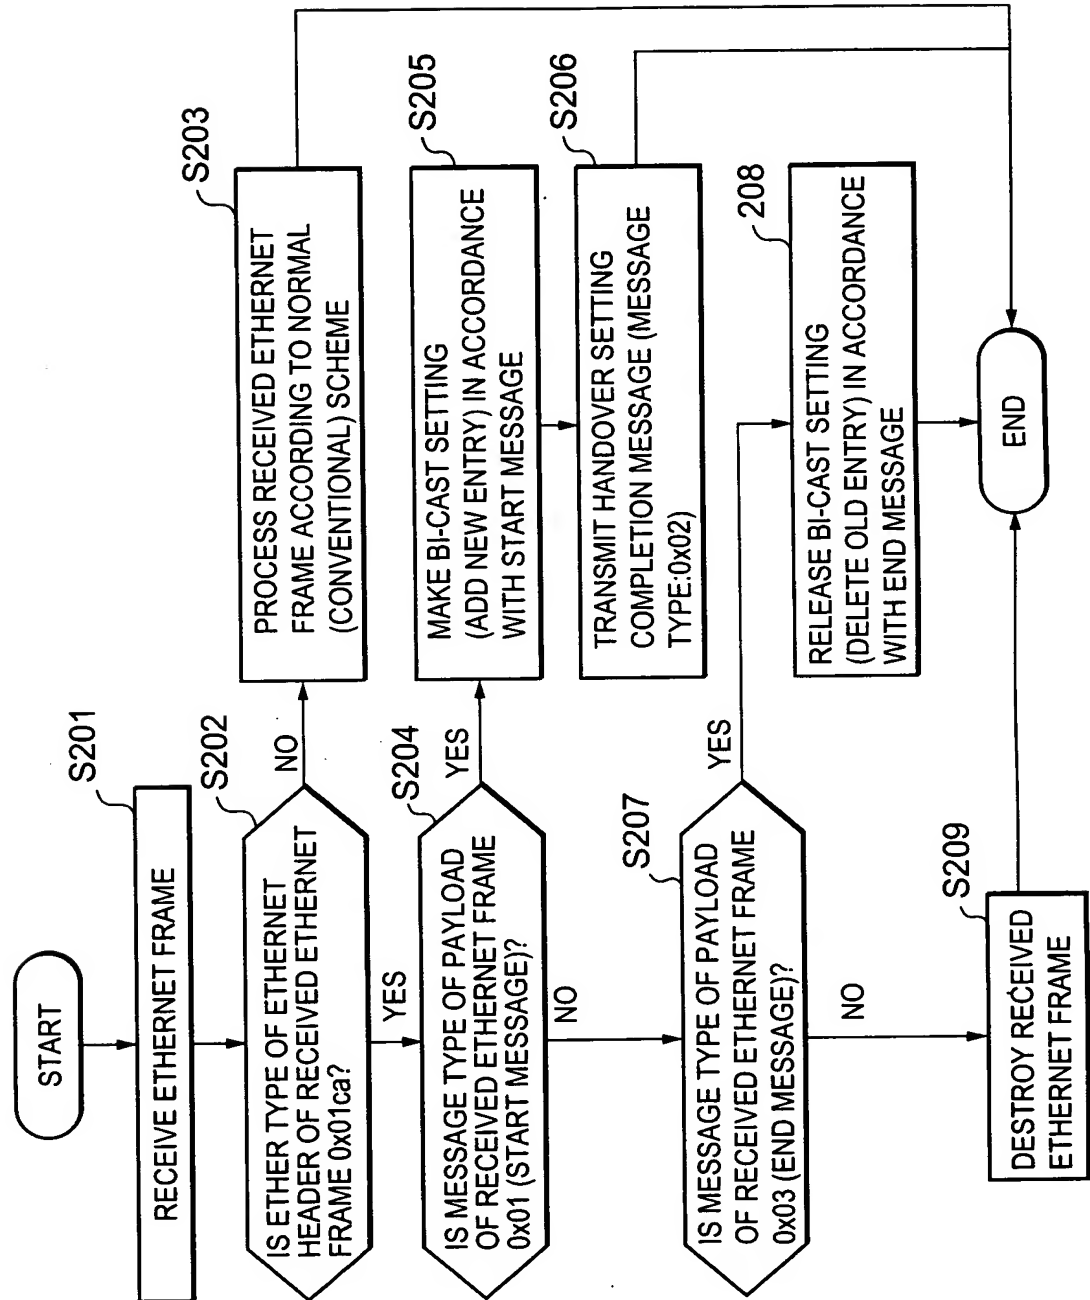 START
S201
RECEIVE ETHERNET FRAME
S202
IS ETHER TYPE OF ETHERNET
HEADER OF RECEIVED ETHERNET
FRAME 0x01ca?
NO
YES
S203
PROCESS RECEIVED ETHERNET
FRAME ACCORDING TO NORMAL
(CONVENTIONAL) SCHEME
S204
IS MESSAGE TYPE OF PAYLOAD
OF RECEIVED ETHERNET FRAME
0x01 (START MESSAGE)?
YES
NO
S205
MAKE BI-CAST SETTING
(ADD NEW ENTRY) IN ACCORDANCE
WITH START MESSAGE
S206
TRANSMIT HANDOVER SETTING
COMPLETION MESSAGE (MESSAGE
TYPE:0x02)
S207
IS MESSAGE TYPE OF PAYLOAD
OF RECEIVED ETHERNET FRAME
0x03 (END MESSAGE)?
YES
NO
208
RELEASE BI-CAST SETTING
(DELETE OLD ENTRY) IN ACCORDANCE
WITH END MESSAGE
S209
DESTROY RECEIVED
ETHERNET FRAME
END